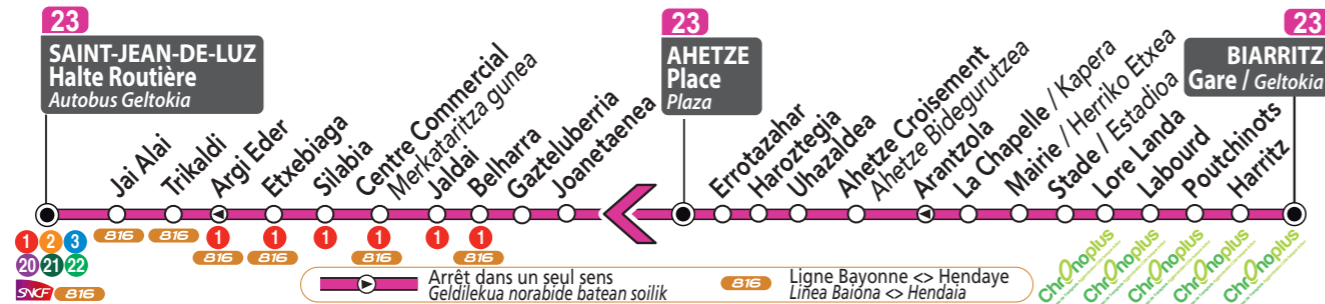 23
SAINT-JEAN-DE-LUZ
Halte Routière
Autobus Geltokia
Jai Alai
Trikaldi
Argi Eder
Etxebiaga
Silabia
Centre Commercial
Merkataritza gunea
Jaldai
Belharra
Gazteluberria
Joanetaenea
23
AHETZE
Place
Plaza
Errotazahar
Haroztegia
Uhazaldea
Ahetze Croisement
Ahetze Bidegurutzea
Arantzola
La Chapelle / Kapera
Mairie / Herriko Etxea
Stade / Estadioa
Lore Landa
Labourd
Poutchinots
Harritz
23
BIARRITZ
Gare / Geltokia
816 816 1 1 1 1 1 1
816 816 816 816
1 2 3
20 21 22
SNCF 816
Chronoplus Chronoplus Chronoplus Chronoplus Chronoplus
Arrêt dans un seul sens
Geldilekua norabide batean soilik
816 Ligne Bayonne <> Hendaye
Linea Baiona <> Hendaia